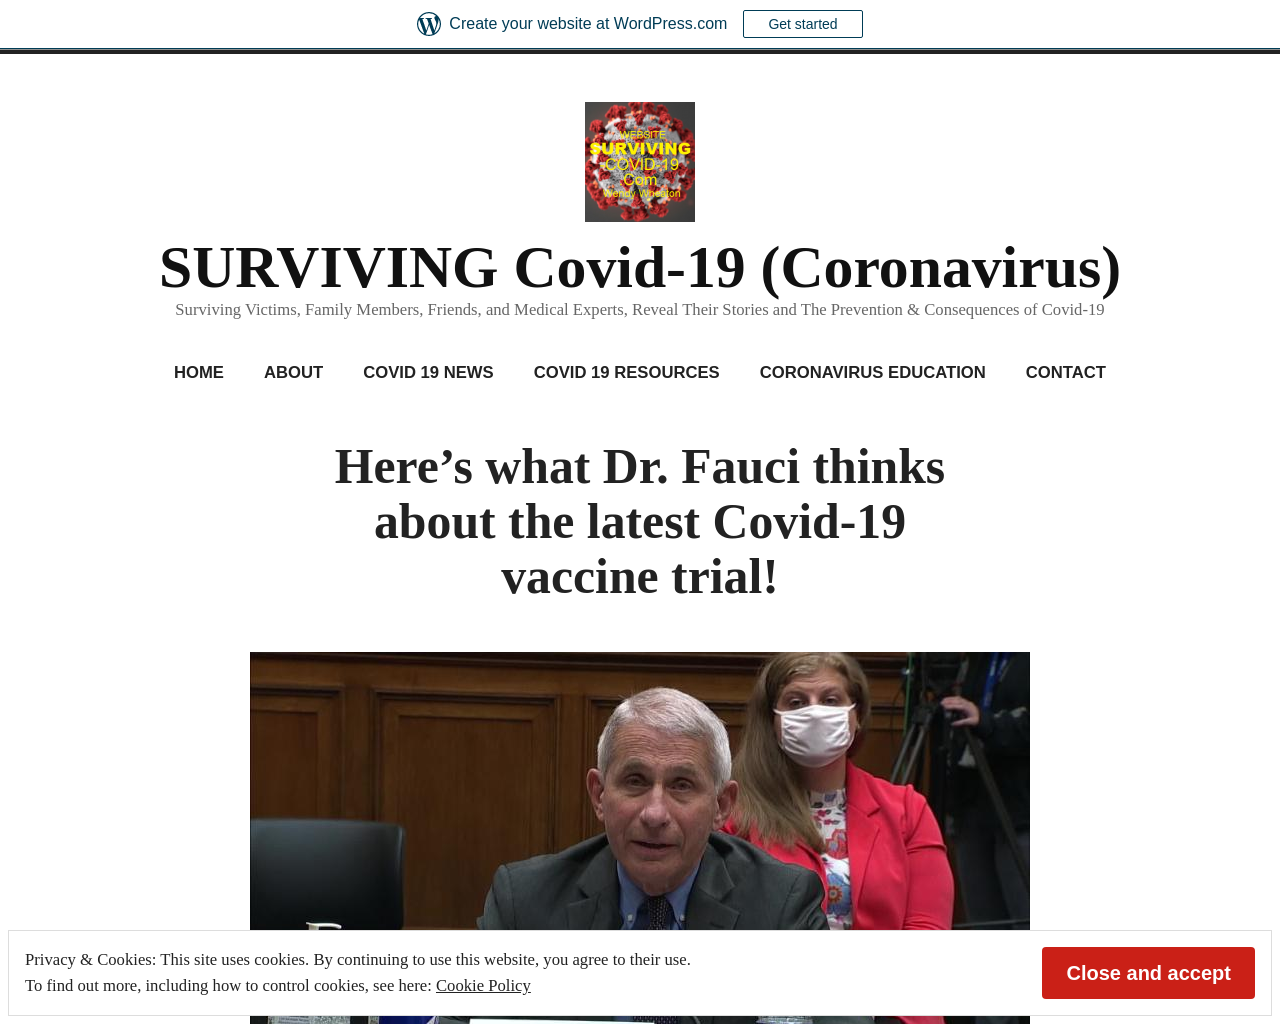 Create your website at WordPress.com
Get started
WEBSITE
SURVIVING
COVID-19
Com
Wendy Wheaton
SURVIVING Covid-19 (Coronavirus)
Surviving Victims, Family Members, Friends, and Medical Experts, Reveal Their Stories and The Prevention & Consequences of Covid-19
HOME ABOUT COVID 19 NEWS COVID 19 RESOURCES CORONAVIRUS EDUCATION CONTACT
Here’s what Dr. Fauci thinks
about the latest Covid-19
vaccine trial!
Privacy & Cookies: This site uses cookies. By continuing to use this website, you agree to their use.
To find out more, including how to control cookies, see here: Cookie Policy
Close and accept